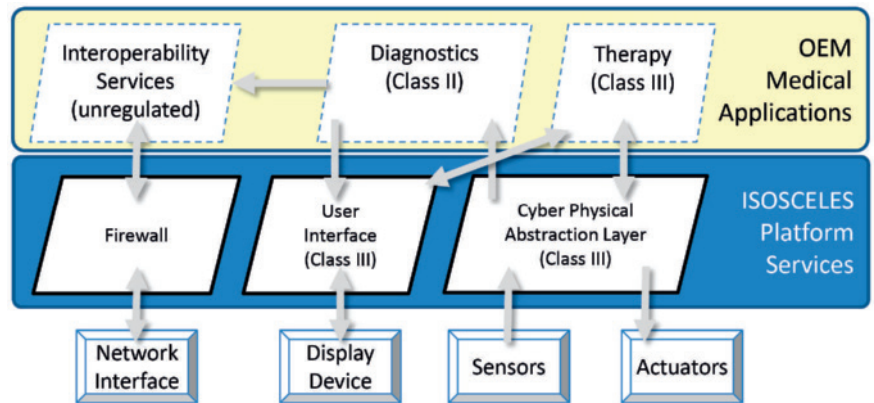 Interoperability
Services
(unregulated)
Diagnostics
(Class II)
Therapy
(Class III)
OEM
Medical
Applications
Firewall
User
Interface
(Class III)
Cyber Physical
Abstraction Layer
(Class III)
ISOSCELES
Platform
Services
Network
Interface
Display
Device
Sensors
Actuators